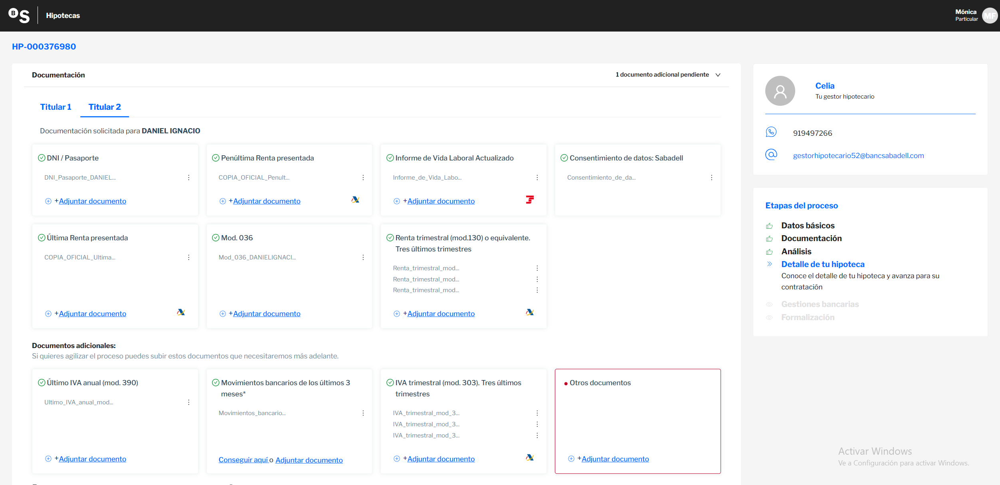 BS
Hipotecas
Mónica
Particular
MF
HP-000376980
Documentación
1 documento adicional pendiente
Titular 1
Titular 2
Documentación solicitada para DANIEL IGNACIO
DNI / Pasaporte
DNI_Pasaporte_DANIEL...
+Adjuntar documento
Penúltima Renta presentada
COPIA_OFICIAL_Penult...
+Adjuntar documento
Informe de Vida Laboral Actualizado
Informe_de_Vida_Labo...
+Adjuntar documento
Consentimiento de datos: Sabadell
Consentimiento_de_da...
Última Renta presentada
COPIA_OFICIAL_Ultima...
+Adjuntar documento
Mod. 036
Mod_036_DANIELIGNACI...
+Adjuntar documento
Renta trimestral (mod.130) o equivalente.
Tres últimos trimestres
Renta_trimestral_mod...
Renta_trimestral_mod...
Renta_trimestral_mod...
+Adjuntar documento
Documentos adicionales:
Si quieres agilizar el proceso puedes subir estos documentos que necesitaremos más adelante.
Último IVA anual (mod. 390)
Ultimo_IVA_anual_mod...
+Adjuntar documento
Movimientos bancarios de los últimos 3
meses*
Movimientos_bancario...
Conseguir aquí o Adjuntar documento
IVA trimestral (mod. 303). Tres últimos
trimestres
IVA_trimestral_mod_3...
IVA_trimestral_mod_3...
IVA_trimestral_mod_3...
+Adjuntar documento
Otros documentos
+Adjuntar documento
Celia
Tu gestor hipotecario
919497266
gestorhipotecario52@bancsabadell.com
Etapas del proceso
Datos básicos
Documentación
Análisis
Detalle de tu hipoteca
Conoce el detalle de tu hipoteca y avanza para su
contratación
Gestiones bancarias
Formalización
Activar Windows
Ve a Configuración para activar Windows.